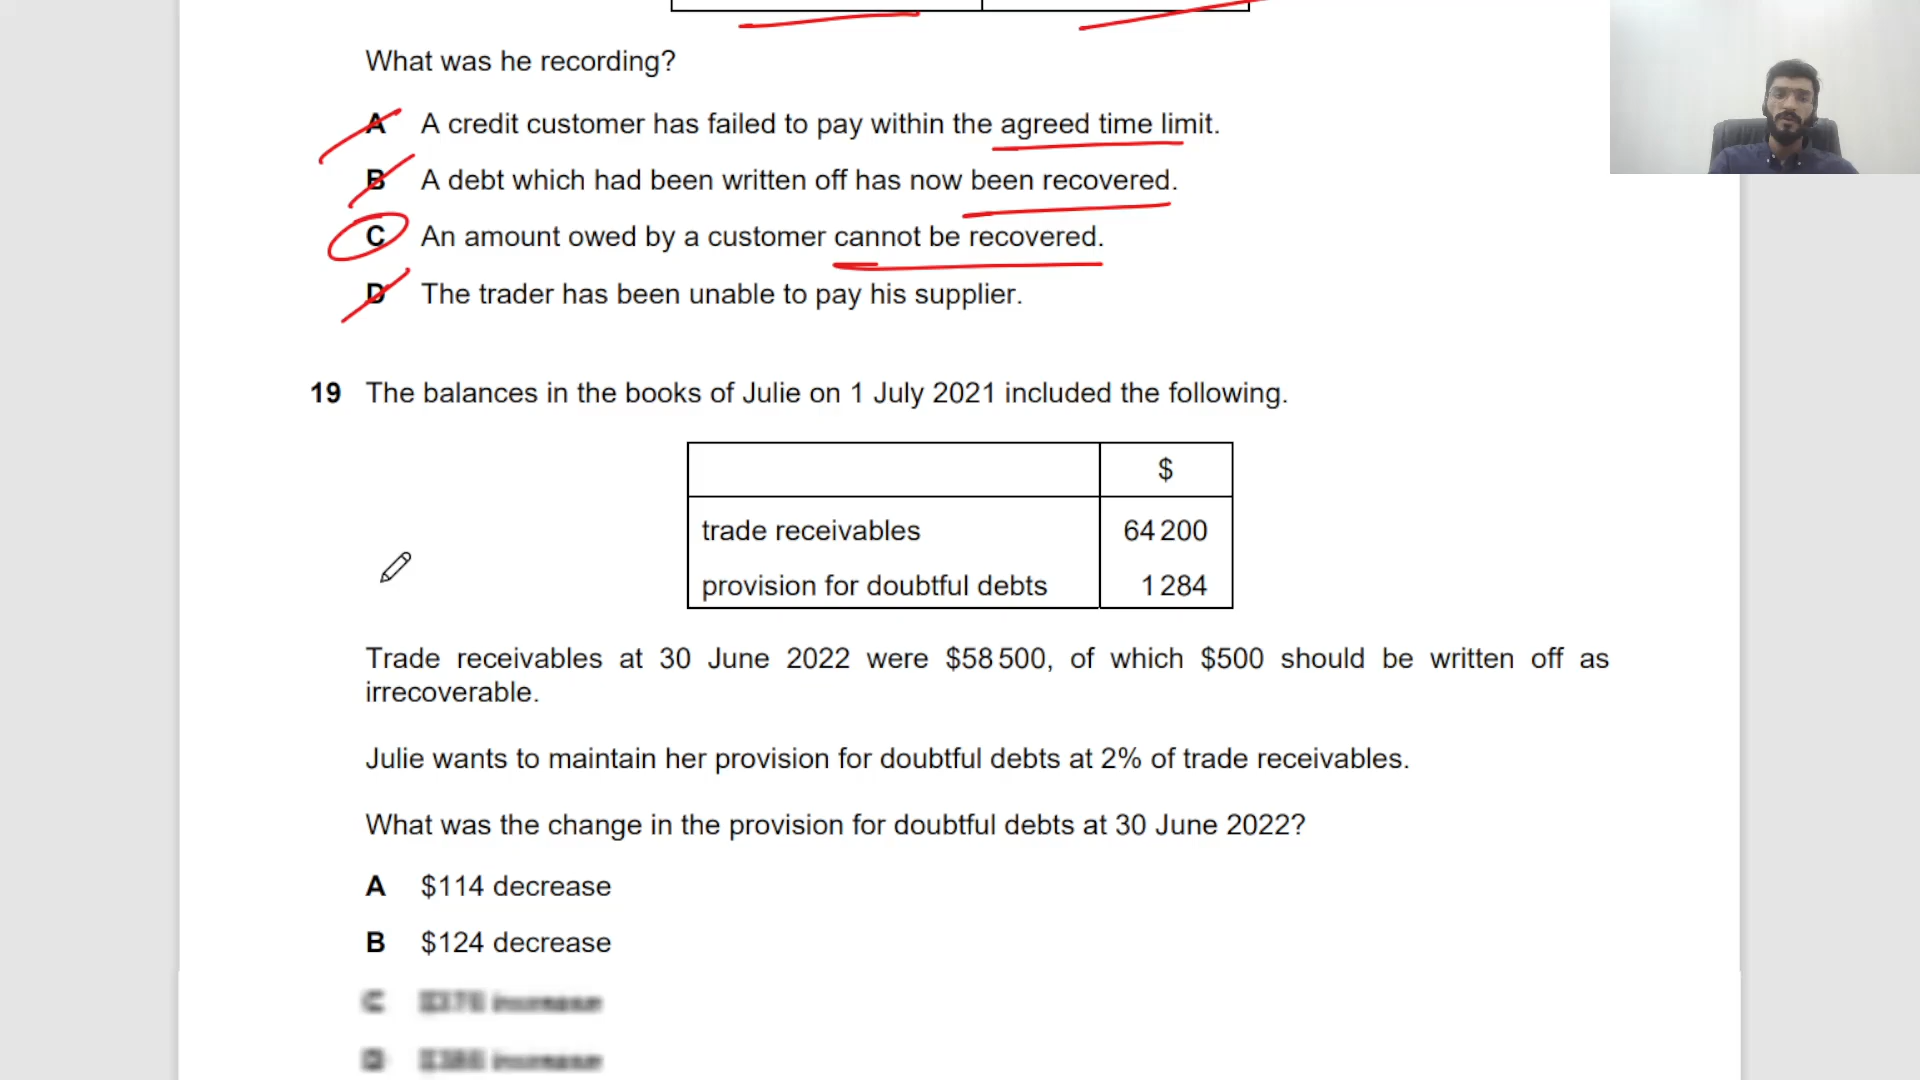 What was he recording?
A A credit customer has failed to pay within the agreed time limit.
B A debt which had been written off has now been recovered.
C An amount owed by a customer cannot be recovered.
D The trader has been unable to pay his supplier.
19 The balances in the books of Julie on 1 July 2021 included the following.
$
trade receivables 64 200
provision for doubtful debts 1 284
Trade receivables at 30 June 2022 were $58 500, of which $500 should be written off as
irrecoverable.
Julie wants to maintain her provision for doubtful debts at 2% of trade receivables.
What was the change in the provision for doubtful debts at 30 June 2022?
A $114 decrease
B $124 decrease
C increase
D increase